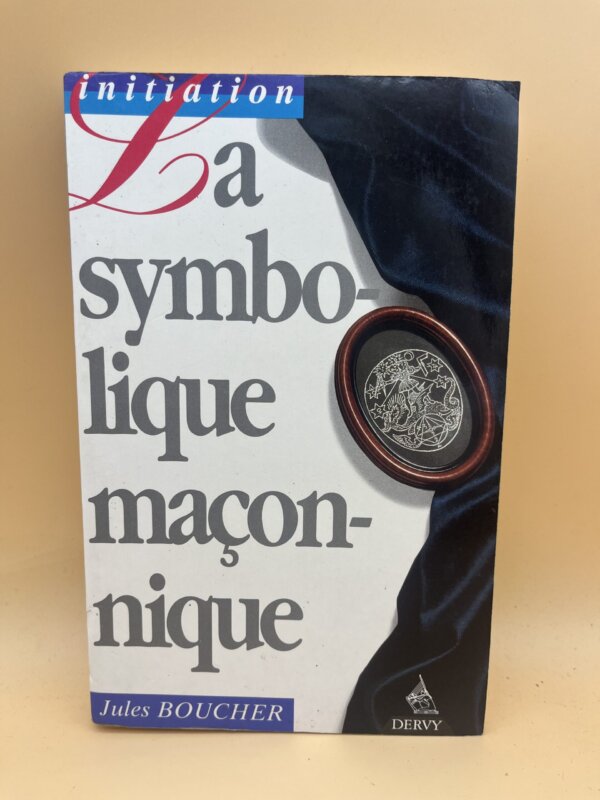 initiation
La
symbo-
lique
maçon-
nique
Jules BOUCHER
DERVY